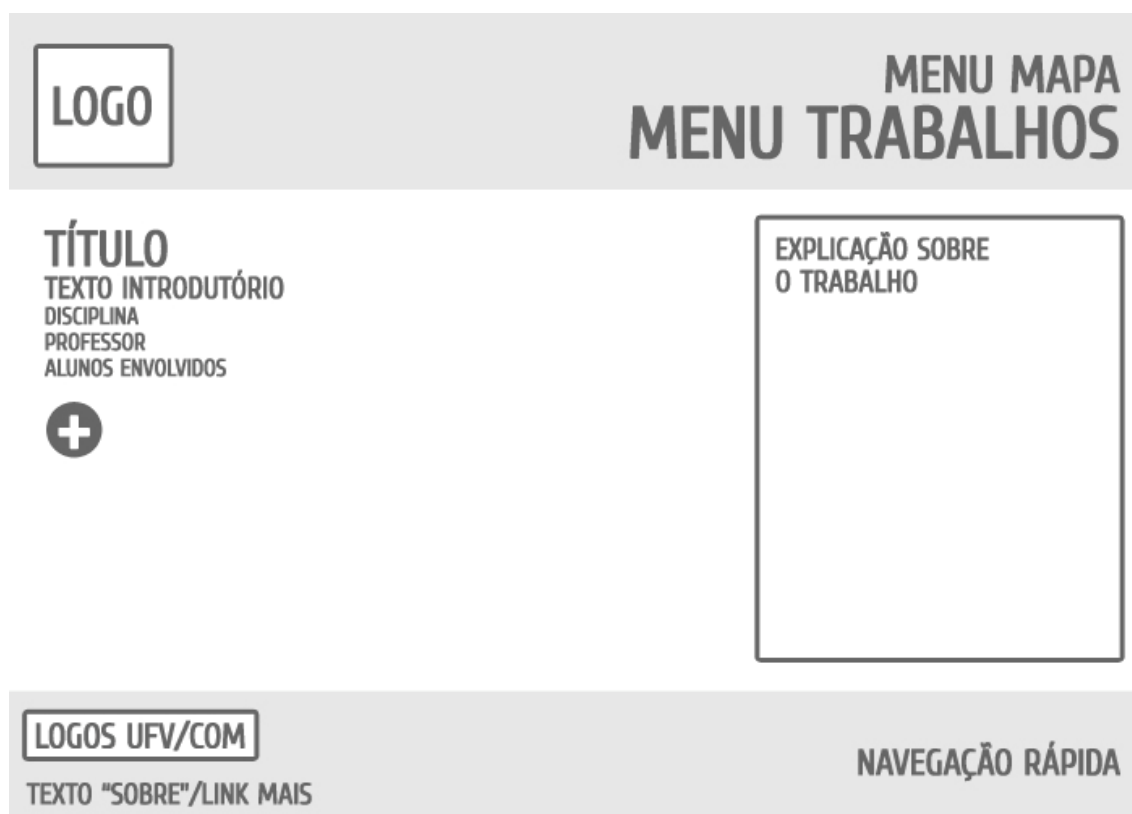 LOGO
MENU MAPA
MENU TRABALHOS
TÍTULO
TEXTO INTRODUTÓRIO
DISCIPLINA
PROFESSOR
ALUNOS ENVOLVIDOS
EXPLICAÇÃO SOBRE
O TRABALHO
LOGOS UFV/COM
TEXTO “SOBRE”/LINK MAIS
NAVEGAÇÃO RÁPIDA